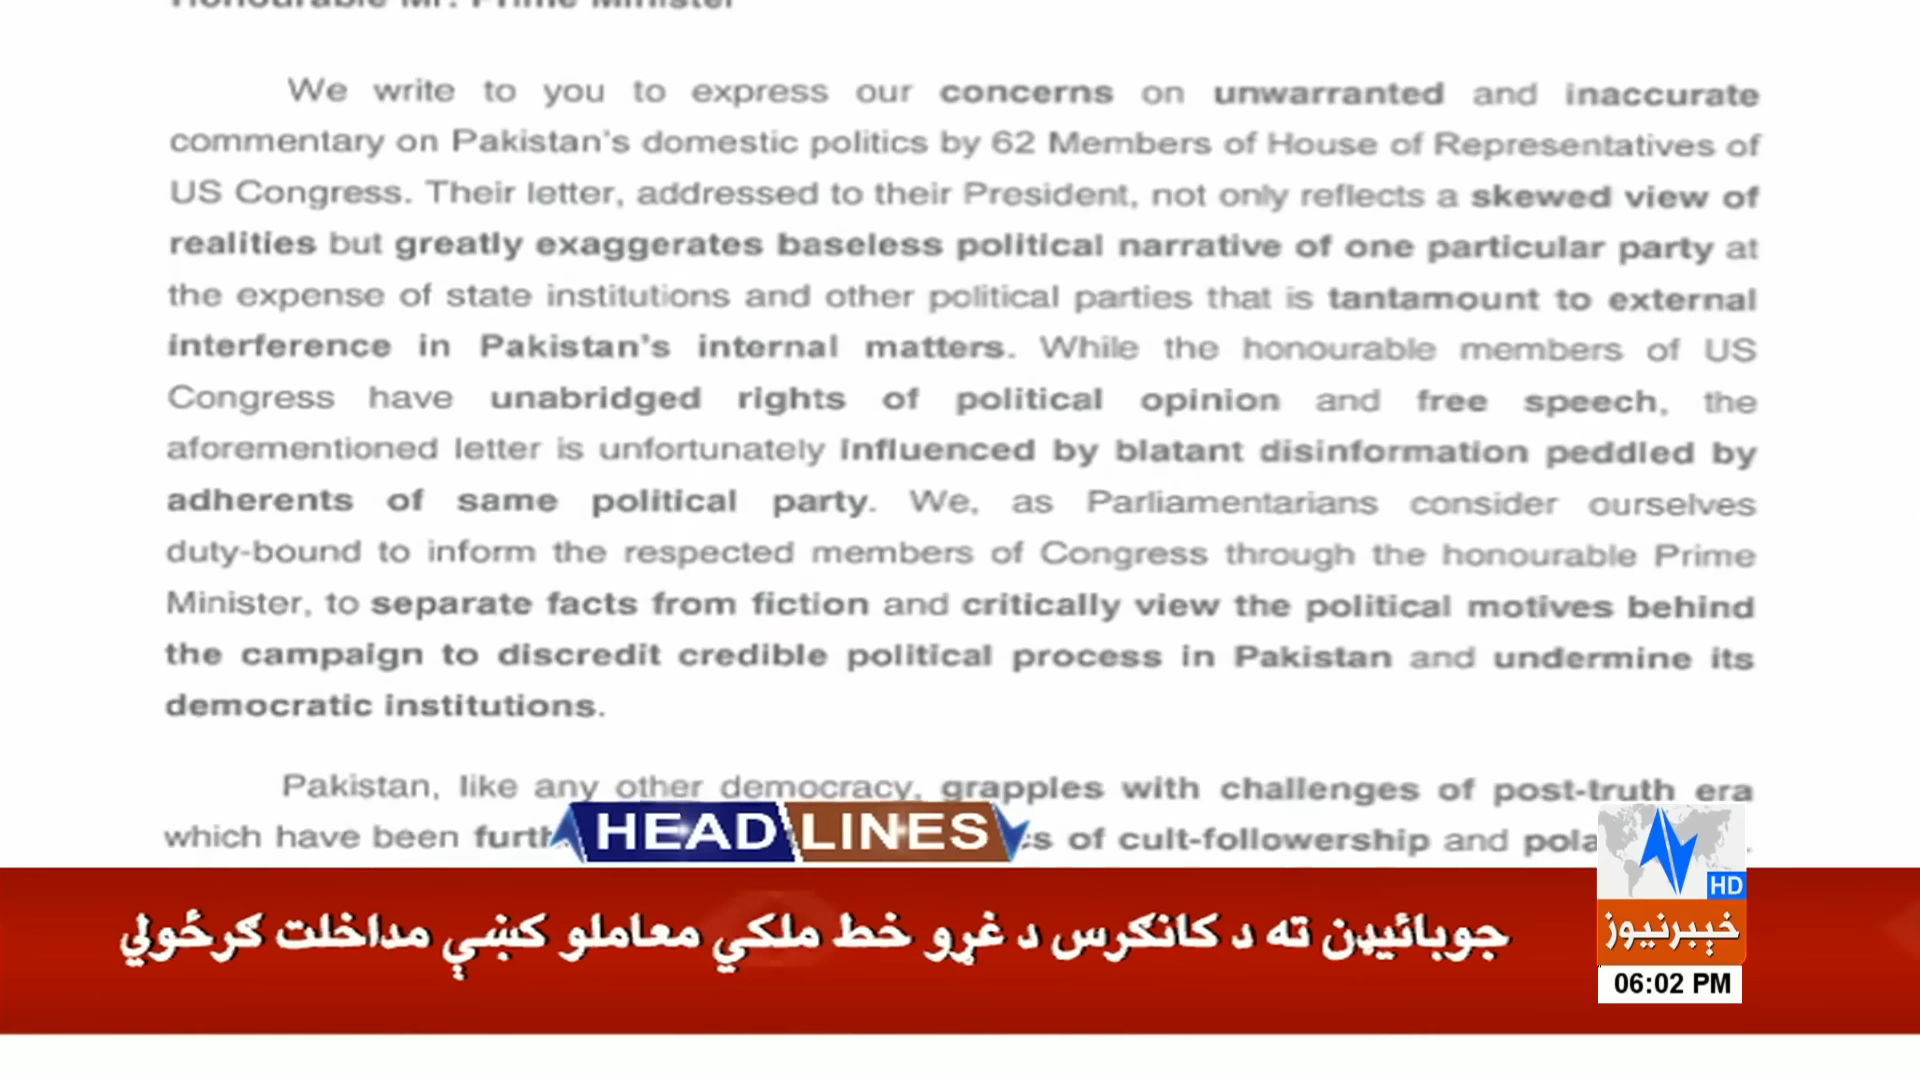 Honourable Mr. Prime Minister
We write to you to express our concerns on unwarranted and inaccurate
commentary on Pakistan's domestic politics by 62 Members of House of Representatives of
US Congress. Their letter, addressed to their President, not only reflects a skewed view of
realities but greatly exaggerates baseless political narrative of one particular party at
the expense of state institutions and other political parties that is tantamount to external
interference in Pakistan's internal matters. While the honourable members of US
Congress have unabridged rights of political opinion and free speech, the
aforementioned letter is unfortunately influenced by blatant disinformation peddled by
adherents of same political party. We, as Parliamentarians consider ourselves
duty-bound to inform the respected members of Congress through the honourable Prime
Minister, to separate facts from fiction and critically view the political motives behind
the campaign to discredit credible political process in Pakistan and undermine its
democratic institutions.
Pakistan, like any other democracy, grapples with challenges of post-truth era
which have been of cult-followership and
HEADLINES
جوبائيډن ته د کانګرس د غړو خط ملکي معاملو کښې مداخلت ګرځولې
HD
خيبرنيوز
06:02 PM